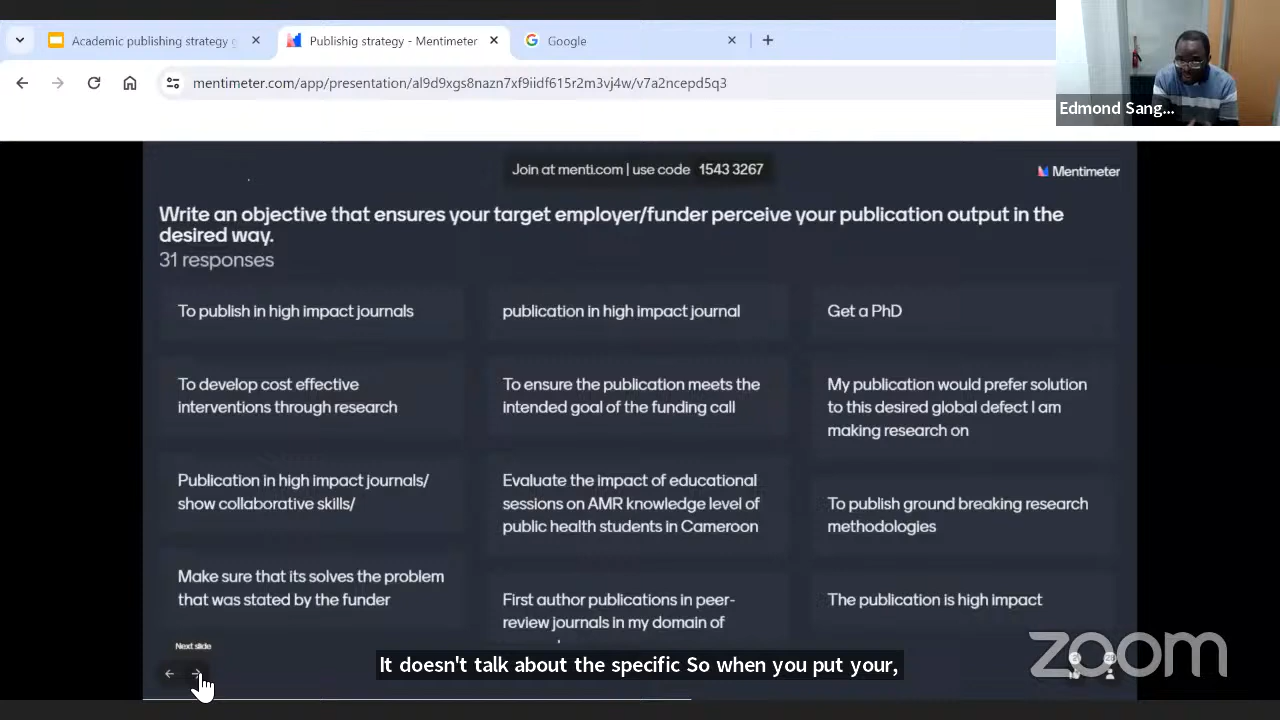 Academic publishing strategy g
Publishig strategy - Mentimeter
Google
mentimeter.com/app/presentation/al9d9xgs8nazn7xf9iidf615r2m3vj4w/v7a2ncepd5q3
Edmond Sang...
Join at menti.com | use code 1543 3267
Mentimeter
Write an objective that ensures your target employer/funder perceive your publication output in the
desired way.
31 responses
To publish in high impact journals
publication in high impact journal
Get a PhD
To develop cost effective
interventions through research
To ensure the publication meets the
intended goal of the funding call
My publication would prefer solution
to this desired global defect I am
making research on
Publication in high impact journals/
show collaborative skills/
Evaluate the impact of educational
sessions on AMR knowledge level of
public health students in Cameroon
To publish ground breaking research
methodologies
Make sure that its solves the problem
that was stated by the funder
First author publications in peer-
review journals in my domain of
The publication is high impact
Next slide
It doesn't talk about the specific So when you put your,
zoom